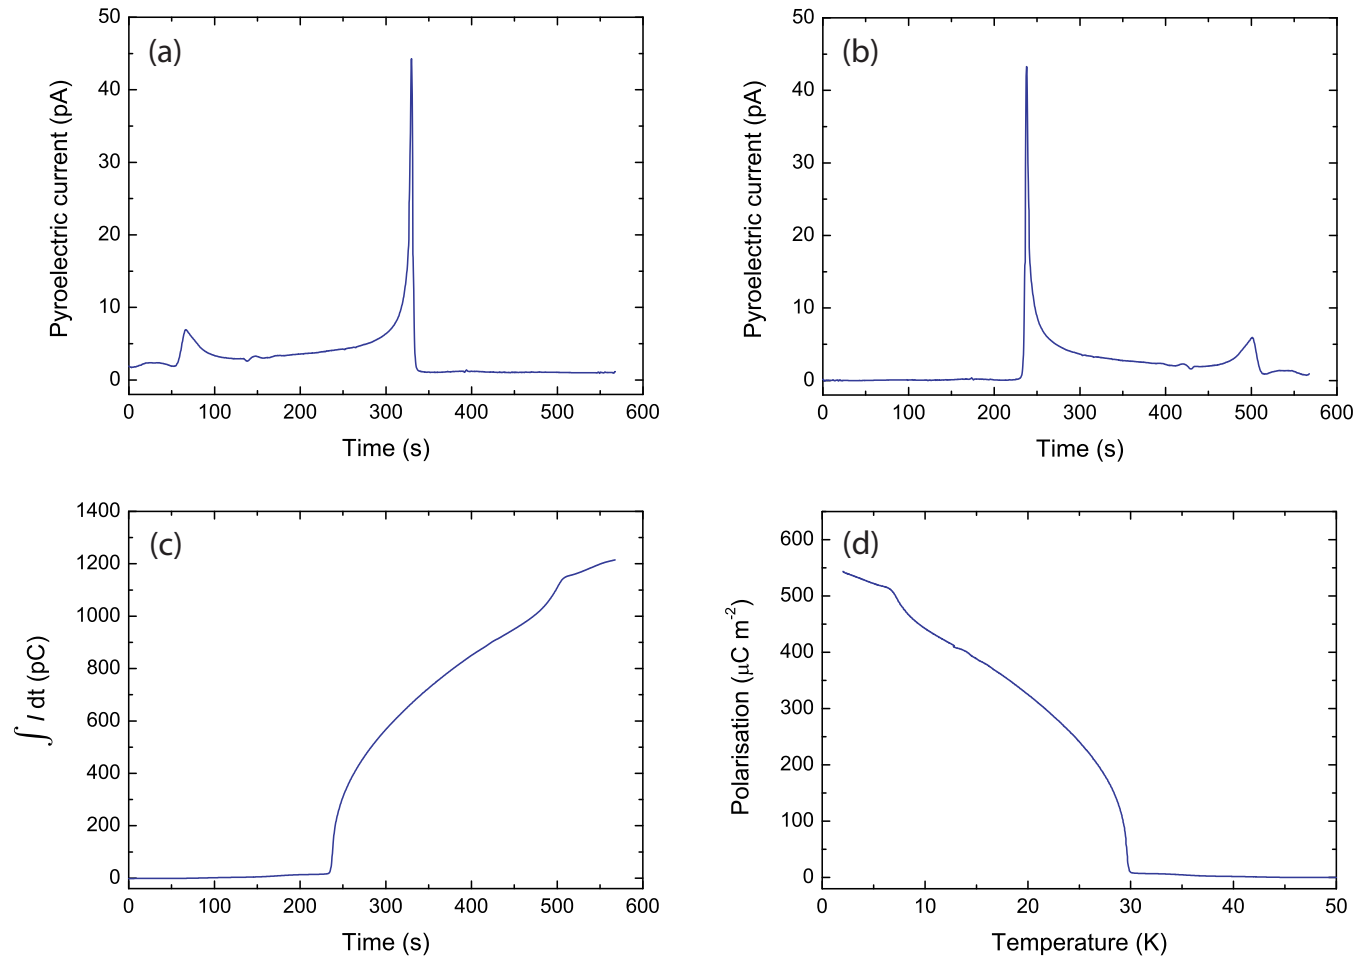 (a)
Pyroelectric current (pA)
50
40
30
20
10
0
0 100 200 300 400 500 600
Time (s)
(b)
Pyroelectric current (pA)
50
40
30
20
10
0
0 100 200 300 400 500 600
Time (s)
(c)
∫ I dt (pC)
1400
1200
1000
800
600
400
200
0
0 100 200 300 400 500 600
Time (s)
(d)
Polarisation (μC m⁻²)
600
500
400
300
200
100
0
0 10 20 30 40 50
Temperature (K)